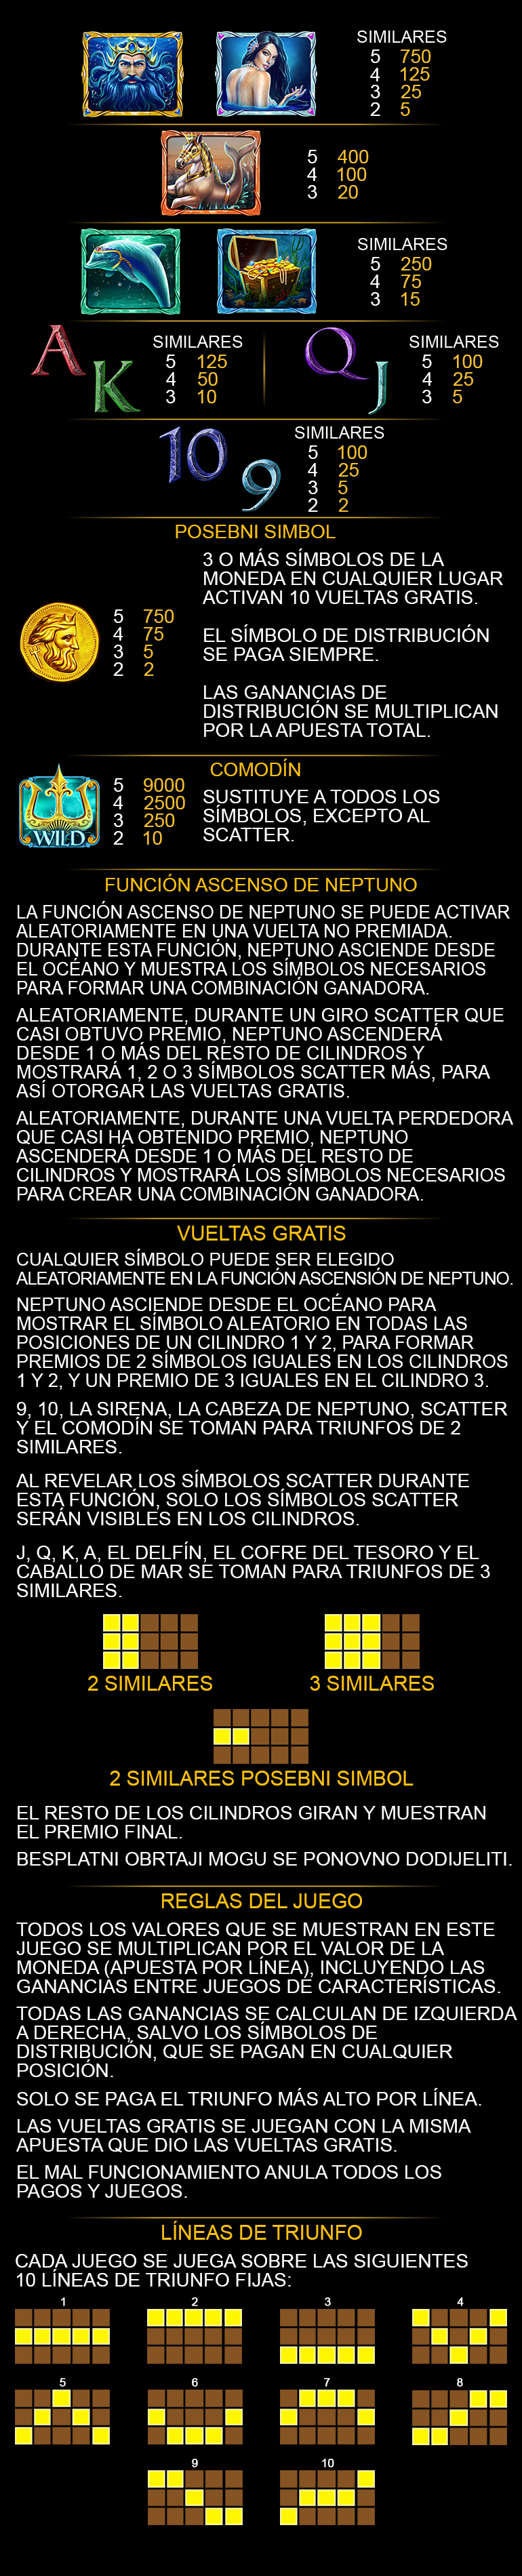 SIMILARES
5 750
4 125
3 25
2 5
5 400
4 100
3 20
SIMILARES
5 250
4 75
3 15
A K
SIMILARES
5 125
4 50
3 10
Q J
SIMILARES
5 100
4 25
3 5
10 9
SIMILARES
5 100
4 25
3 5
2 2
POSEBNI SIMBOL
5 750
4 75
3 5
2 2
3 O MÁS SÍMBOLOS DE LA
MONEDA EN CUALQUIER LUGAR
ACTIVAN 10 VUELTAS GRATIS.
EL SÍMBOLO DE DISTRIBUCIÓN
SE PAGA SIEMPRE.
LAS GANANCIAS DE
DISTRIBUCIÓN SE MULTIPLICAN
POR LA APUESTA TOTAL.
COMODÍN
WILD
5 9000
4 2500
3 250
2 10
SUSTITUYE A TODOS LOS
SÍMBOLOS, EXCEPTO AL
SCATTER.
FUNCIÓN ASCENSO DE NEPTUNO
LA FUNCIÓN ASCENSO DE NEPTUNO SE PUEDE ACTIVAR
ALEATORIAMENTE EN UNA VUELTA NO PREMIADA.
DURANTE ESTA FUNCIÓN, NEPTUNO ASCIENDE DESDE
EL OCÉANO Y MUESTRA LOS SÍMBOLOS NECESARIOS
PARA FORMAR UNA COMBINACIÓN GANADORA.
ALEATORIAMENTE, DURANTE UN GIRO SCATTER QUE
CASI OBTUVO PREMIO, NEPTUNO ASCENDERÁ
DESDE 1 O MÁS DEL RESTO DE CILINDROS Y
MOSTRARÁ 1, 2 O 3 SÍMBOLOS SCATTER MÁS, PARA
ASÍ OTORGAR LAS VUELTAS GRATIS.
ALEATORIAMENTE, DURANTE UNA VUELTA PERDEDORA
QUE CASI HA OBTENIDO PREMIO, NEPTUNO
ASCENDERÁ DESDE 1 O MÁS DEL RESTO DE
CILINDROS Y MOSTRARÁ LOS SÍMBOLOS NECESARIOS
PARA CREAR UNA COMBINACIÓN GANADORA.
VUELTAS GRATIS
CUALQUIER SÍMBOLO PUEDE SER ELEGIDO
ALEATORIAMENTE EN LA FUNCIÓN ASCENSIÓN DE NEPTUNO.
NEPTUNO ASCIENDE DESDE EL OCÉANO PARA
MOSTRAR EL SÍMBOLO ALEATORIO EN TODAS LAS
POSICIONES DE UN CILINDRO 1 Y 2, PARA FORMAR
PREMIOS DE 2 SÍMBOLOS IGUALES EN LOS CILINDROS
1 Y 2, Y UN PREMIO DE 3 IGUALES EN EL CILINDRO 3.
9, 10, LA SIRENA, LA CABEZA DE NEPTUNO, SCATTER
Y EL COMODÍN SE TOMAN PARA TRIUNFOS DE 2
SIMILARES.
AL REVELAR LOS SÍMBOLOS SCATTER DURANTE
ESTA FUNCIÓN, SOLO LOS SÍMBOLOS SCATTER
SERÁN VISIBLES EN LOS CILINDROS.
J, Q, K, A, EL DELFÍN, EL COFRE DEL TESORO Y EL
CABALLO DE MAR SE TOMAN PARA TRIUNFOS DE 3
SIMILARES.
2 SIMILARES
3 SIMILARES
2 SIMILARES POSEBNI SIMBOL
EL RESTO DE LOS CILINDROS GIRAN Y MUESTRAN
EL PREMIO FINAL.
BESPLATNI OBRTAJI MOGU SE PONOVNO DODIJELITI.
REGLAS DEL JUEGO
TODOS LOS VALORES QUE SE MUESTRAN EN ESTE
JUEGO SE MULTIPLICAN POR EL VALOR DE LA
MONEDA (APUESTA POR LÍNEA), INCLUYENDO LAS
GANANCIAS ENTRE JUEGOS DE CARACTERÍSTICAS.
TODAS LAS GANANCIAS SE CALCULAN DE IZQUIERDA
A DERECHA, SALVO LOS SÍMBOLOS DE
DISTRIBUCIÓN, QUE SE PAGAN EN CUALQUIER
POSICIÓN.
SOLO SE PAGA EL TRIUNFO MÁS ALTO POR LÍNEA.
LAS VUELTAS GRATIS SE JUEGAN CON LA MISMA
APUESTA QUE DIO LAS VUELTAS GRATIS.
EL MAL FUNCIONAMIENTO ANULA TODOS LOS
PAGOS Y JUEGOS.
LÍNEAS DE TRIUNFO
CADA JUEGO SE JUEGA SOBRE LAS SIGUIENTES
10 LÍNEAS DE TRIUNFO FIJAS:
1 2 3 4
5 6 7 8
9 10